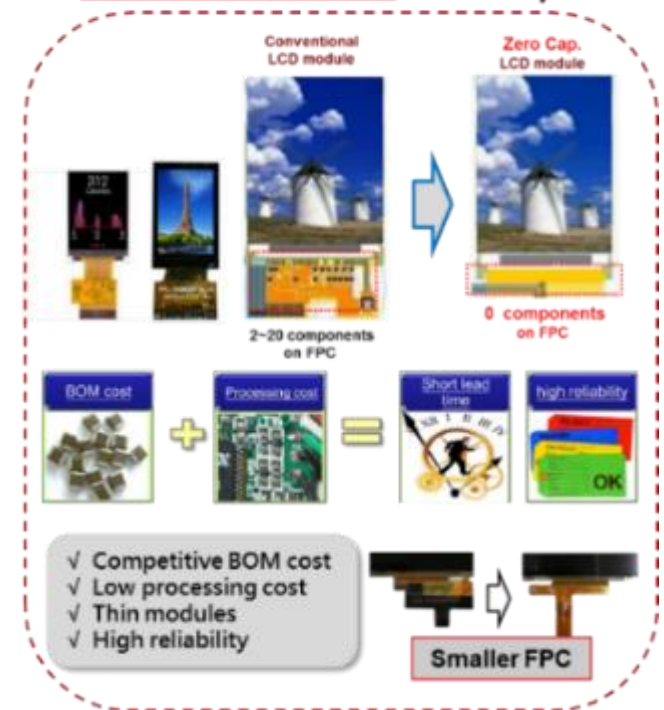 Conventional
LCD module
Zero Cap.
LCD module
312
2~20 components
on FPC
0 components
on FPC
BOM cost
Processing cost
Short lead
time
high reliability
+
=
OK
√ Competitive BOM cost
√ Low processing cost
√ Thin modules
√ High reliability
Smaller FPC